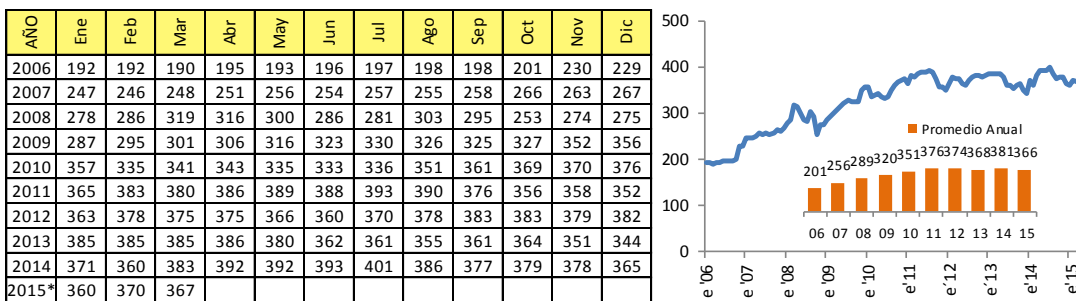 AÑO Ene Feb Mar Abr May Jun Jul Ago Sep Oct Nov Dic
2006 192 192 190 195 193 196 197 198 198 201 230 229
2007 247 246 248 251 256 254 257 255 258 266 263 267
2008 278 286 319 316 300 286 281 303 295 253 274 275
2009 287 295 301 306 316 323 330 326 325 327 352 356
2010 357 335 341 343 335 333 336 351 361 369 370 376
2011 365 383 380 386 389 388 393 390 376 356 358 352
2012 363 378 375 375 366 360 370 378 383 383 379 382
2013 385 385 385 386 380 362 361 355 361 364 351 344
2014 371 360 383 392 392 393 401 386 377 379 378 365
2015* 360 370 367
500
400
300
200
100
0
Promedio Anual
201 256 289 320 351 376 374 368 381 366
06 07 08 09 10 11 12 13 14 15
e '06 e '07 e '08 e '09 e '10 e '11 e '12 e '13 e '14 e '15